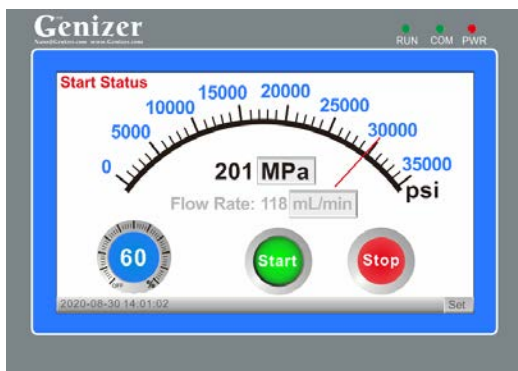 Genizer
RUN COM PWR
Start Status
0
5000
10000
15000
20000
25000
30000
35000
psi
201 MPa
Flow Rate: 118 mL/min
60
OFF
Start
Stop
2020-08-30 14:01:02
Set